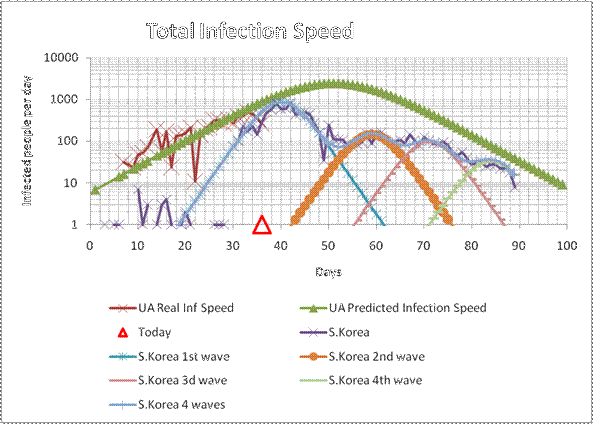 Total Infection Speed
Infected people per day
10000
1000
100
10
1
0 10 20 30 40 50 60 70 80 90 100
Days
UA Real Inf Speed
UA Predicted Infection Speed
Today
S.Korea
S.Korea 1st wave
S.Korea 2nd wave
S.Korea 3d wave
S.Korea 4th wave
S.Korea 4 waves